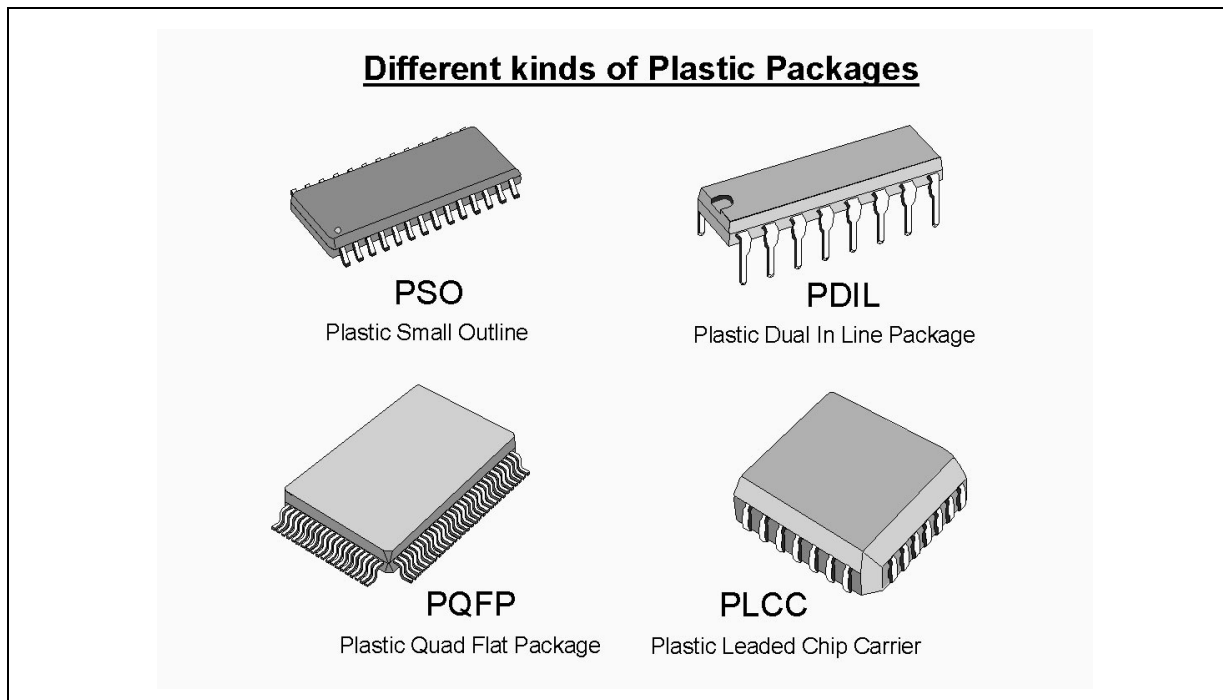 Different kinds of Plastic Packages
PSO
Plastic Small Outline
PDIL
Plastic Dual In Line Package
PQFP
Plastic Quad Flat Package
PLCC
Plastic Leaded Chip Carrier